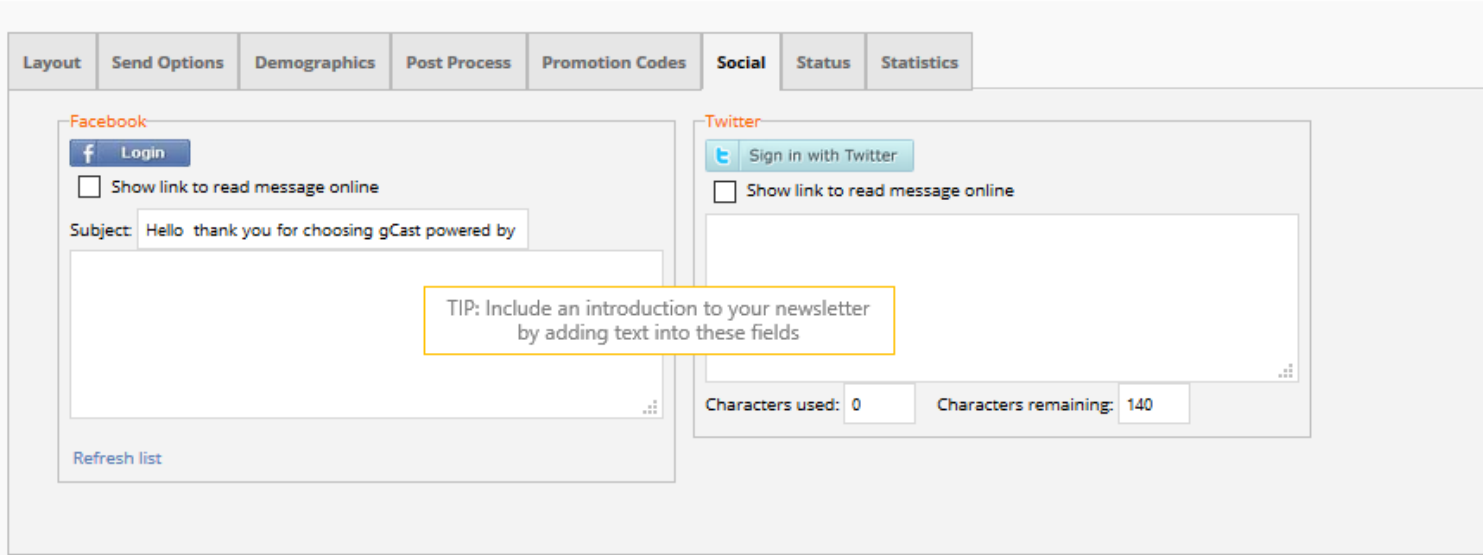 Layout Send Options Demographics Post Process Promotion Codes Social Status Statistics
Facebook
f Login
Show link to read message online
Subject: Hello thank you for choosing gCast powered by
Refresh list
Twitter
t Sign in with Twitter
Show link to read message online
TIP: Include an introduction to your newsletter
by adding text into these fields
Characters used: 0 Characters remaining: 140